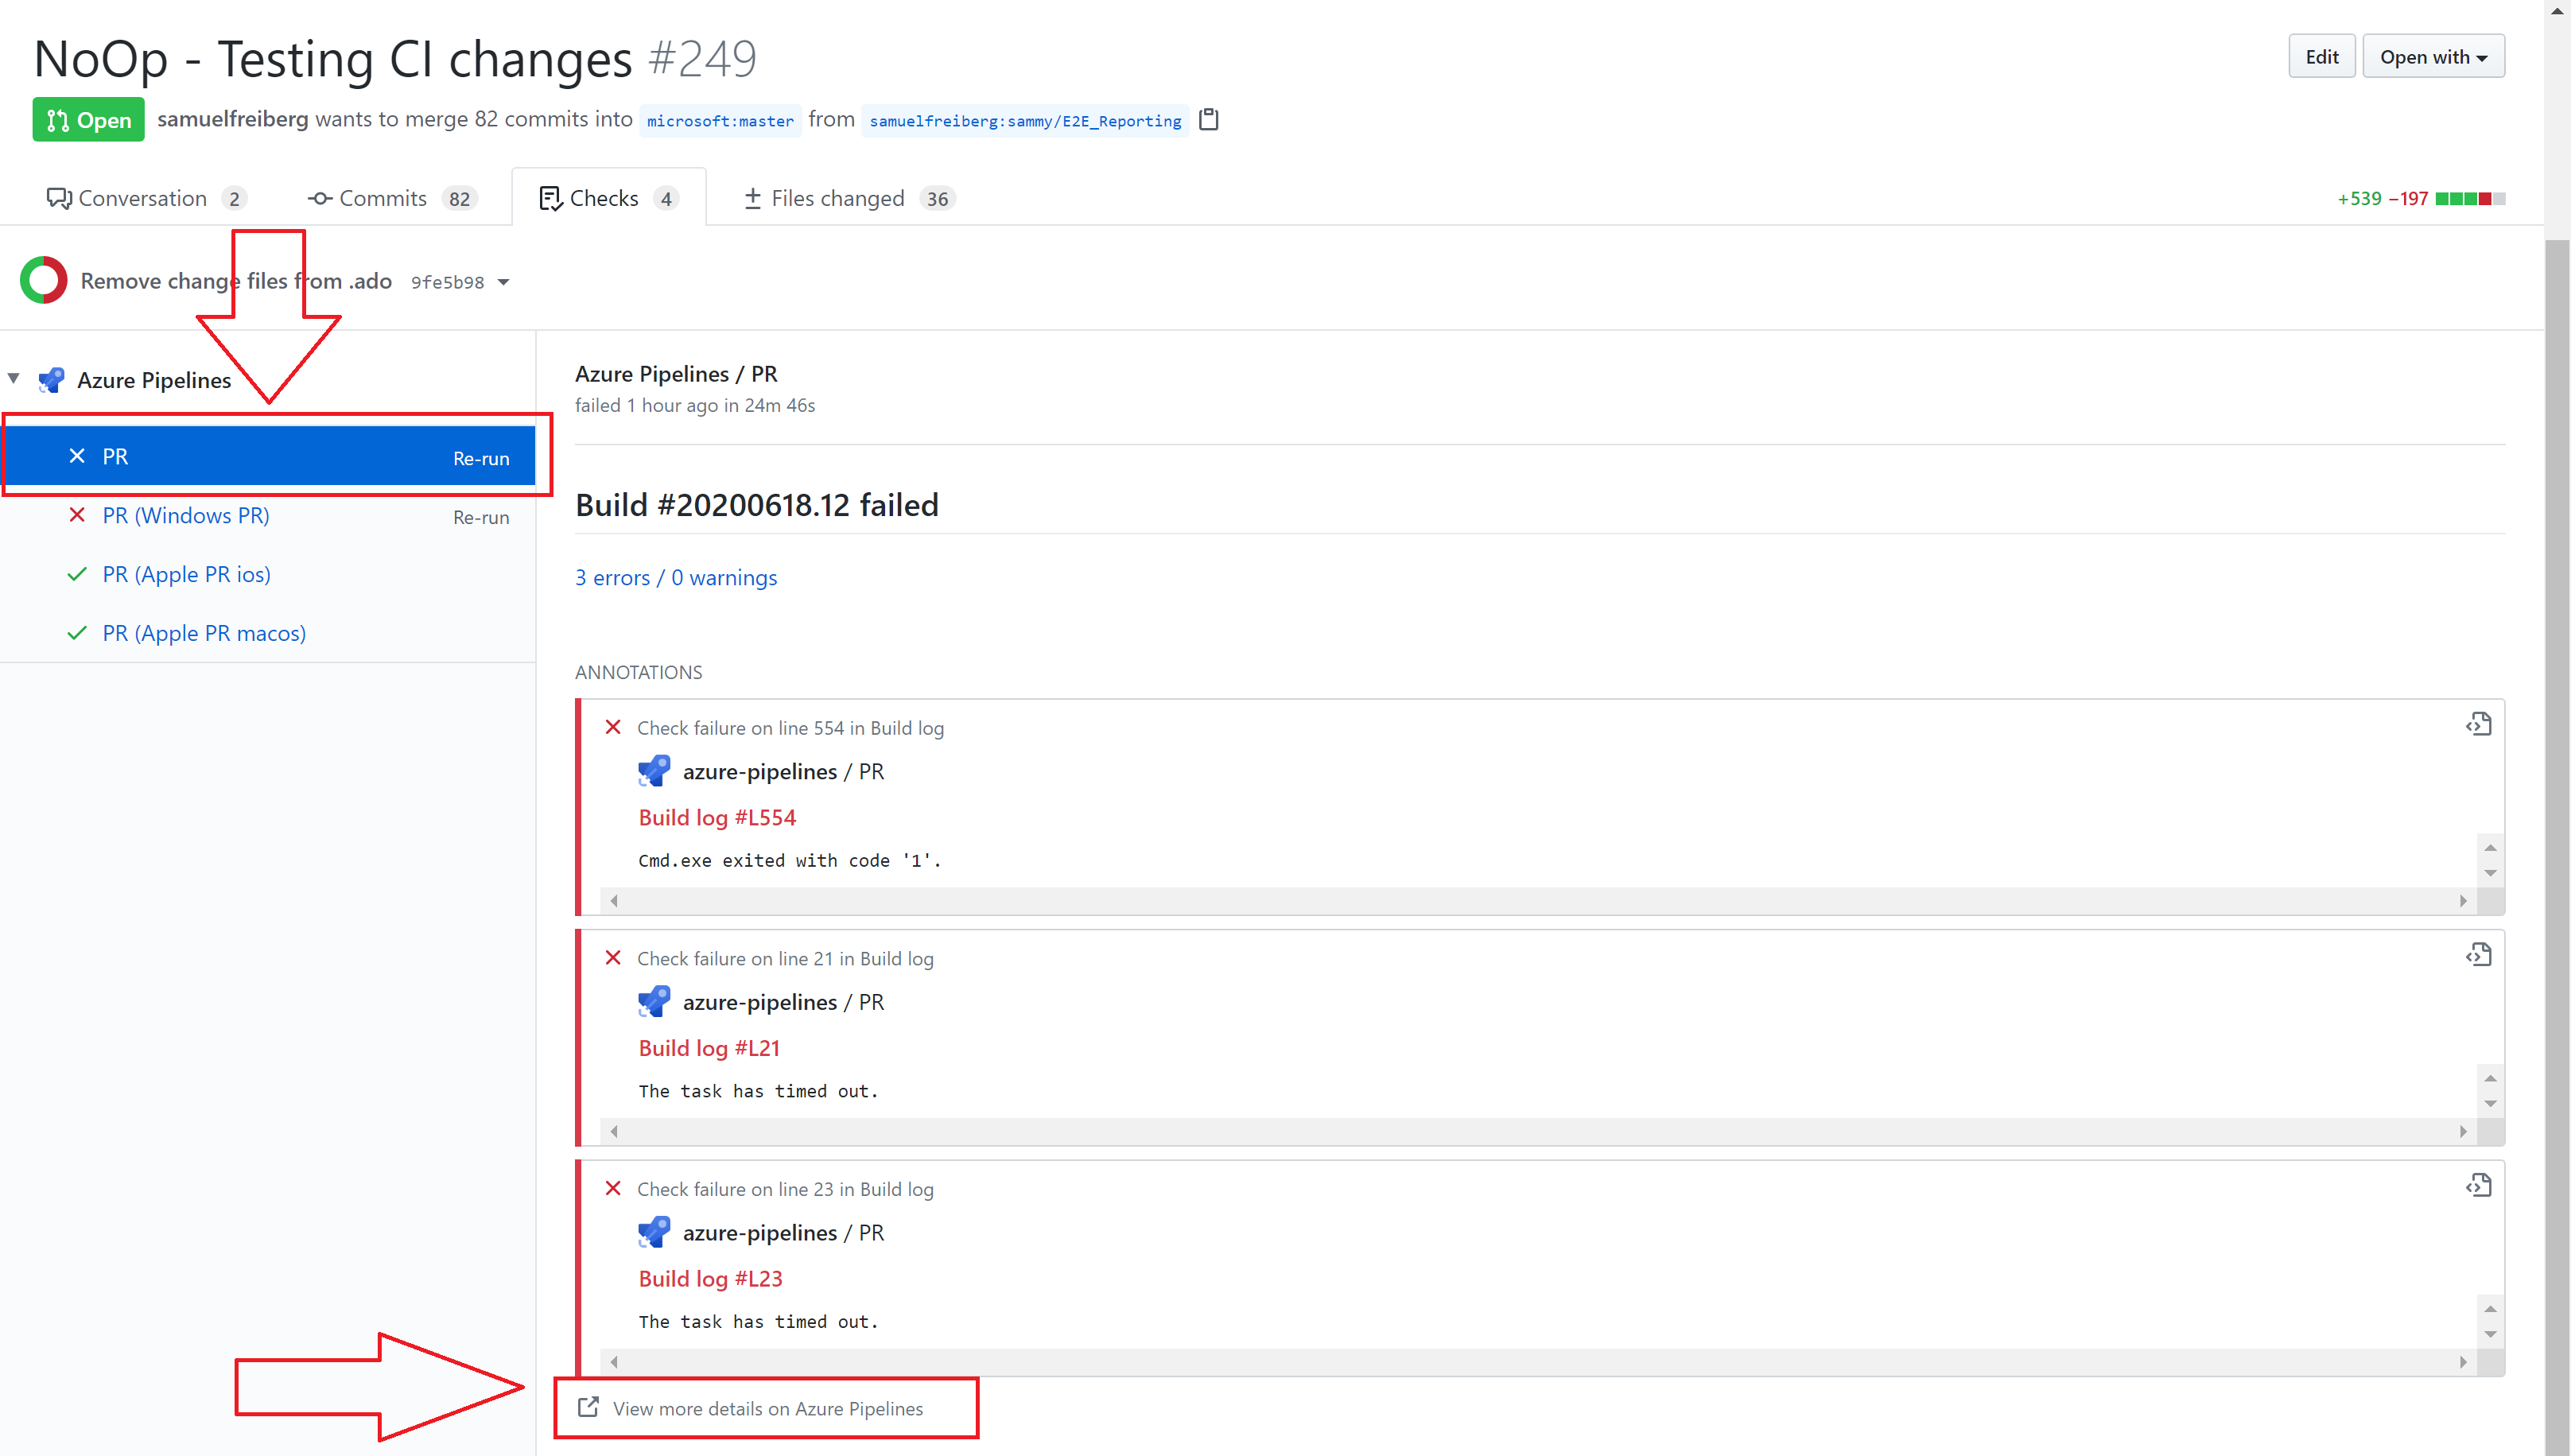 NoOp - Testing CI changes #249
Edit
Open with
Open
samuelfreiberg wants to merge 82 commits into microsoft:master from samuelfreiberg:sammy/E2E_Reporting
Conversation 2
Commits 82
Checks 4
Files changed 36
+539 −197
Remove change files from .ado 9fe5b98
Azure Pipelines
PR Re-run
PR (Windows PR) Re-run
PR (Apple PR ios)
PR (Apple PR macos)
Azure Pipelines / PR
failed 1 hour ago in 24m 46s
Build #20200618.12 failed
3 errors / 0 warnings
ANNOTATIONS
Check failure on line 554 in Build log
azure-pipelines / PR
Build log #L554
Cmd.exe exited with code '1'.
Check failure on line 21 in Build log
azure-pipelines / PR
Build log #L21
The task has timed out.
Check failure on line 23 in Build log
azure-pipelines / PR
Build log #L23
The task has timed out.
View more details on Azure Pipelines